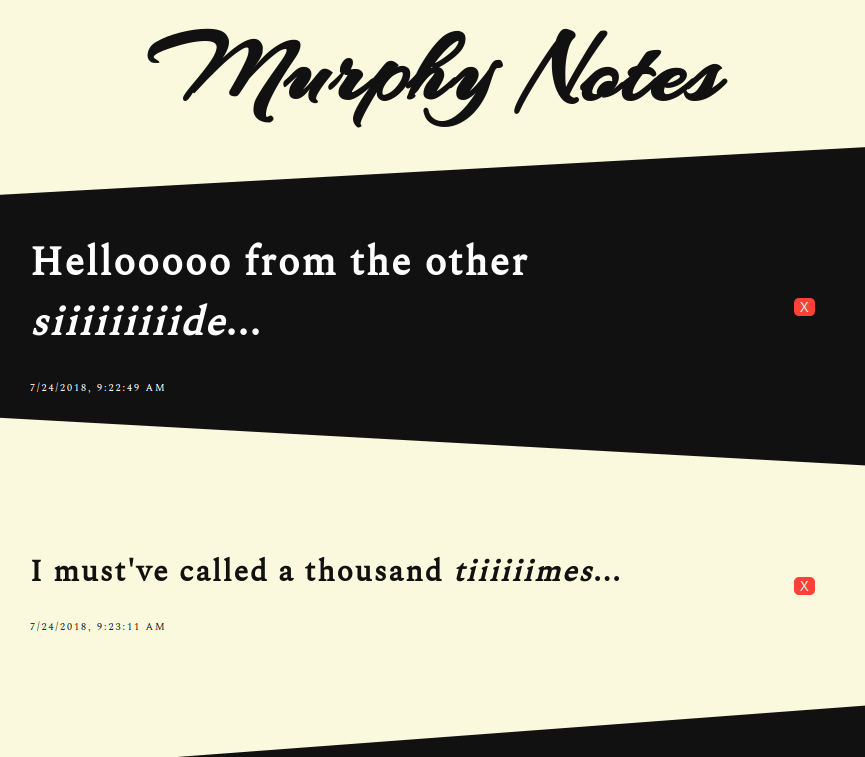 Murphy Notes
Hellooooo from the other
siiiiiiiiiide...
X
7/24/2018, 9:22:49 AM
I must've called a thousand tiiiiiimes...
X
7/24/2018, 9:23:11 AM